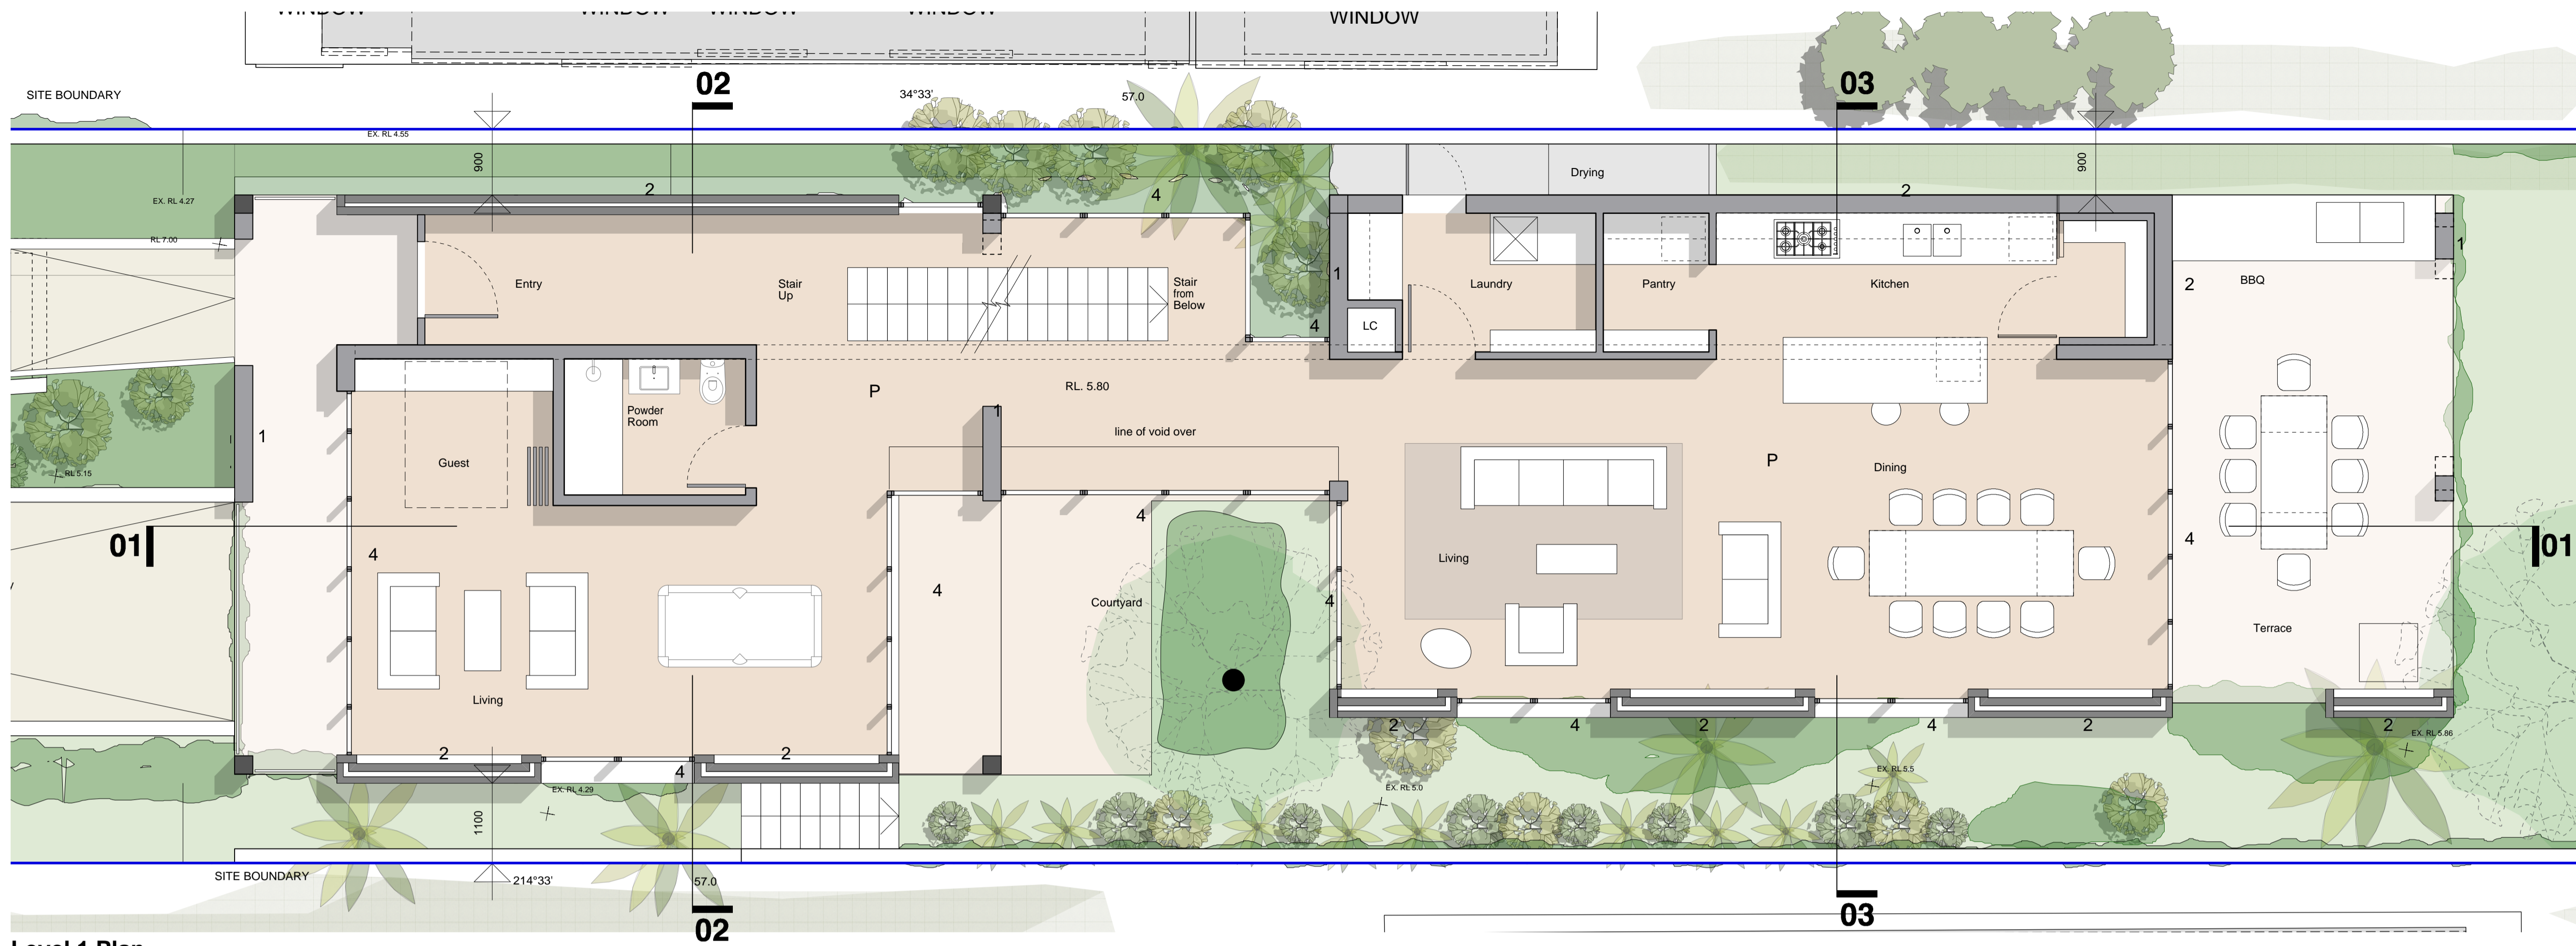 WINDOW
WINDOW
WINDOW
WINDOW
WINDOW
02
03
SITE BOUNDARY
34°33'
57.0
EX. RL 4.55
900
900
Drying
2
4
2
EX. RL 4.27
RL 7.00
1
1
Entry
Stair
Up
Stair
from
Below
Laundry
Pantry
Kitchen
2
BBQ
4
LC
P
RL. 5.80
1
Powder
Room
line of void over
1
Guest
P
Dining
RL 5.15
4
01
4
Living
4
01
4
Courtyard
4
Terrace
Living
2
2
4
2
4
2
4
2
2
EX. RL 5.86
EX. RL 4.29
EX. RL 5.0
EX. RL 5.5
1100
SITE BOUNDARY
214°33'
57.0
02
03
Level 1 Plan